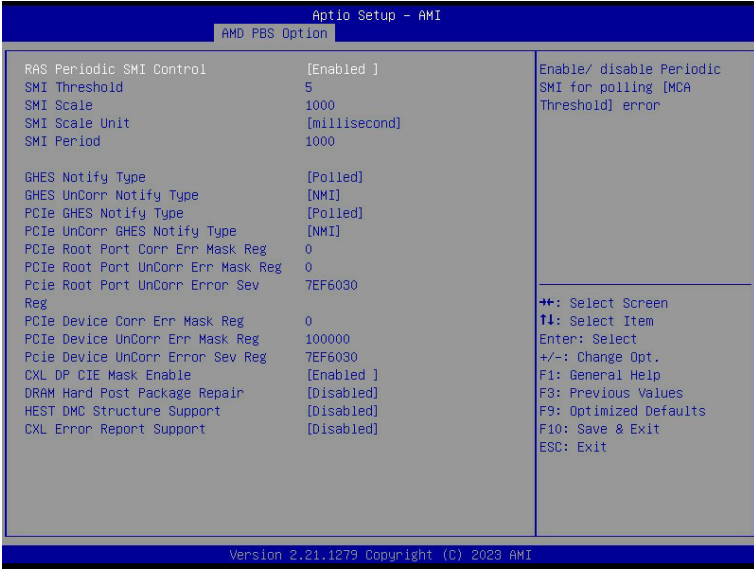 Aptio Setup - AMI
AMD PBS Option
RAS Periodic SMI Control [Enabled ]
SMI Threshold 5
SMI Scale 1000
SMI Scale Unit [millisecond]
SMI Period 1000
GHES Notify Type [Polled]
GHES UnCorr Notify Type [NMI]
PCIe GHES Notify Type [Polled]
PCIe UnCorr GHES Notify Type [NMI]
PCIe Root Port Corr Err Mask Reg 0
PCIe Root Port UnCorr Err Mask Reg 0
Pcie Root Port UnCorr Error Sev 7EF6030
Reg
PCIe Device Corr Err Mask Reg 0
PCIe Device UnCorr Err Mask Reg 100000
Pcie Device UnCorr Error Sev Reg 7EF6030
CXL DP CIE Mask Enable [Enabled ]
DRAM Hard Post Package Repair [Disabled]
HEST DMC Structure Support [Disabled]
CXL Error Report Support [Disabled]
Enable/ disable Periodic
SMI for polling [MCA
Threshold] error
→←: Select Screen
↑↓: Select Item
Enter: Select
+/-: Change Opt.
F1: General Help
F3: Previous Values
F9: Optimized Defaults
F10: Save & Exit
ESC: Exit
Version 2.21.1279 Copyright (C) 2023 AMI